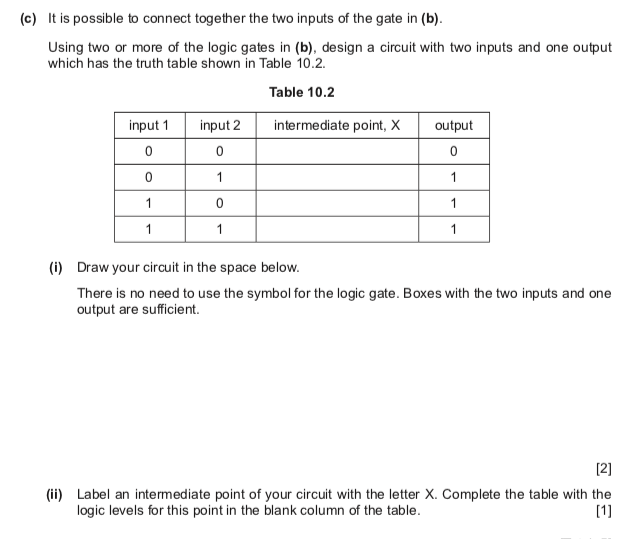 (c) It is possible to connect together the two inputs of the gate in (b).
Using two or more of the logic gates in (b), design a circuit with two inputs and one output
which has the truth table shown in Table 10.2.
Table 10.2
input 1 input 2 intermediate point, X output
0 0 0
0 1 1
1 0 1
1 1 1
(i) Draw your circuit in the space below.
There is no need to use the symbol for the logic gate. Boxes with the two inputs and one
output are sufficient.
[2]
(ii) Label an intermediate point of your circuit with the letter X. Complete the table with the
logic levels for this point in the blank column of the table. [1]